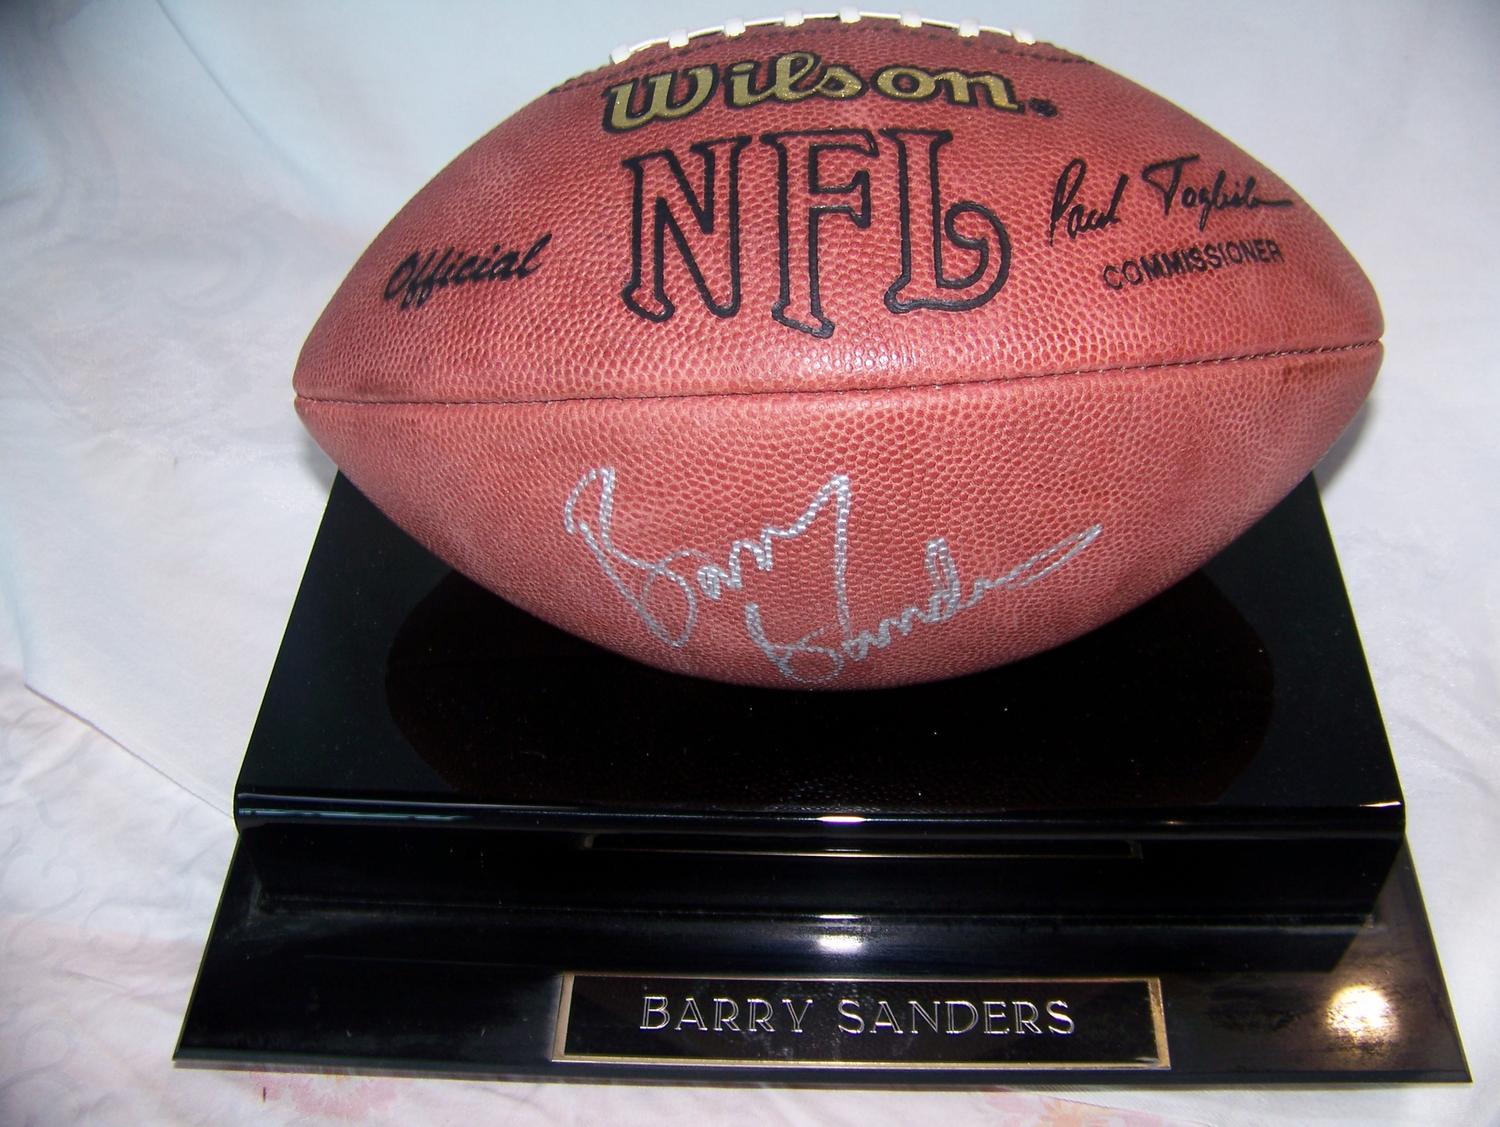 Wilson
Official NFL Paul Tagliabue
COMMISSIONER
Barry
Sanders
BARRY SANDERS